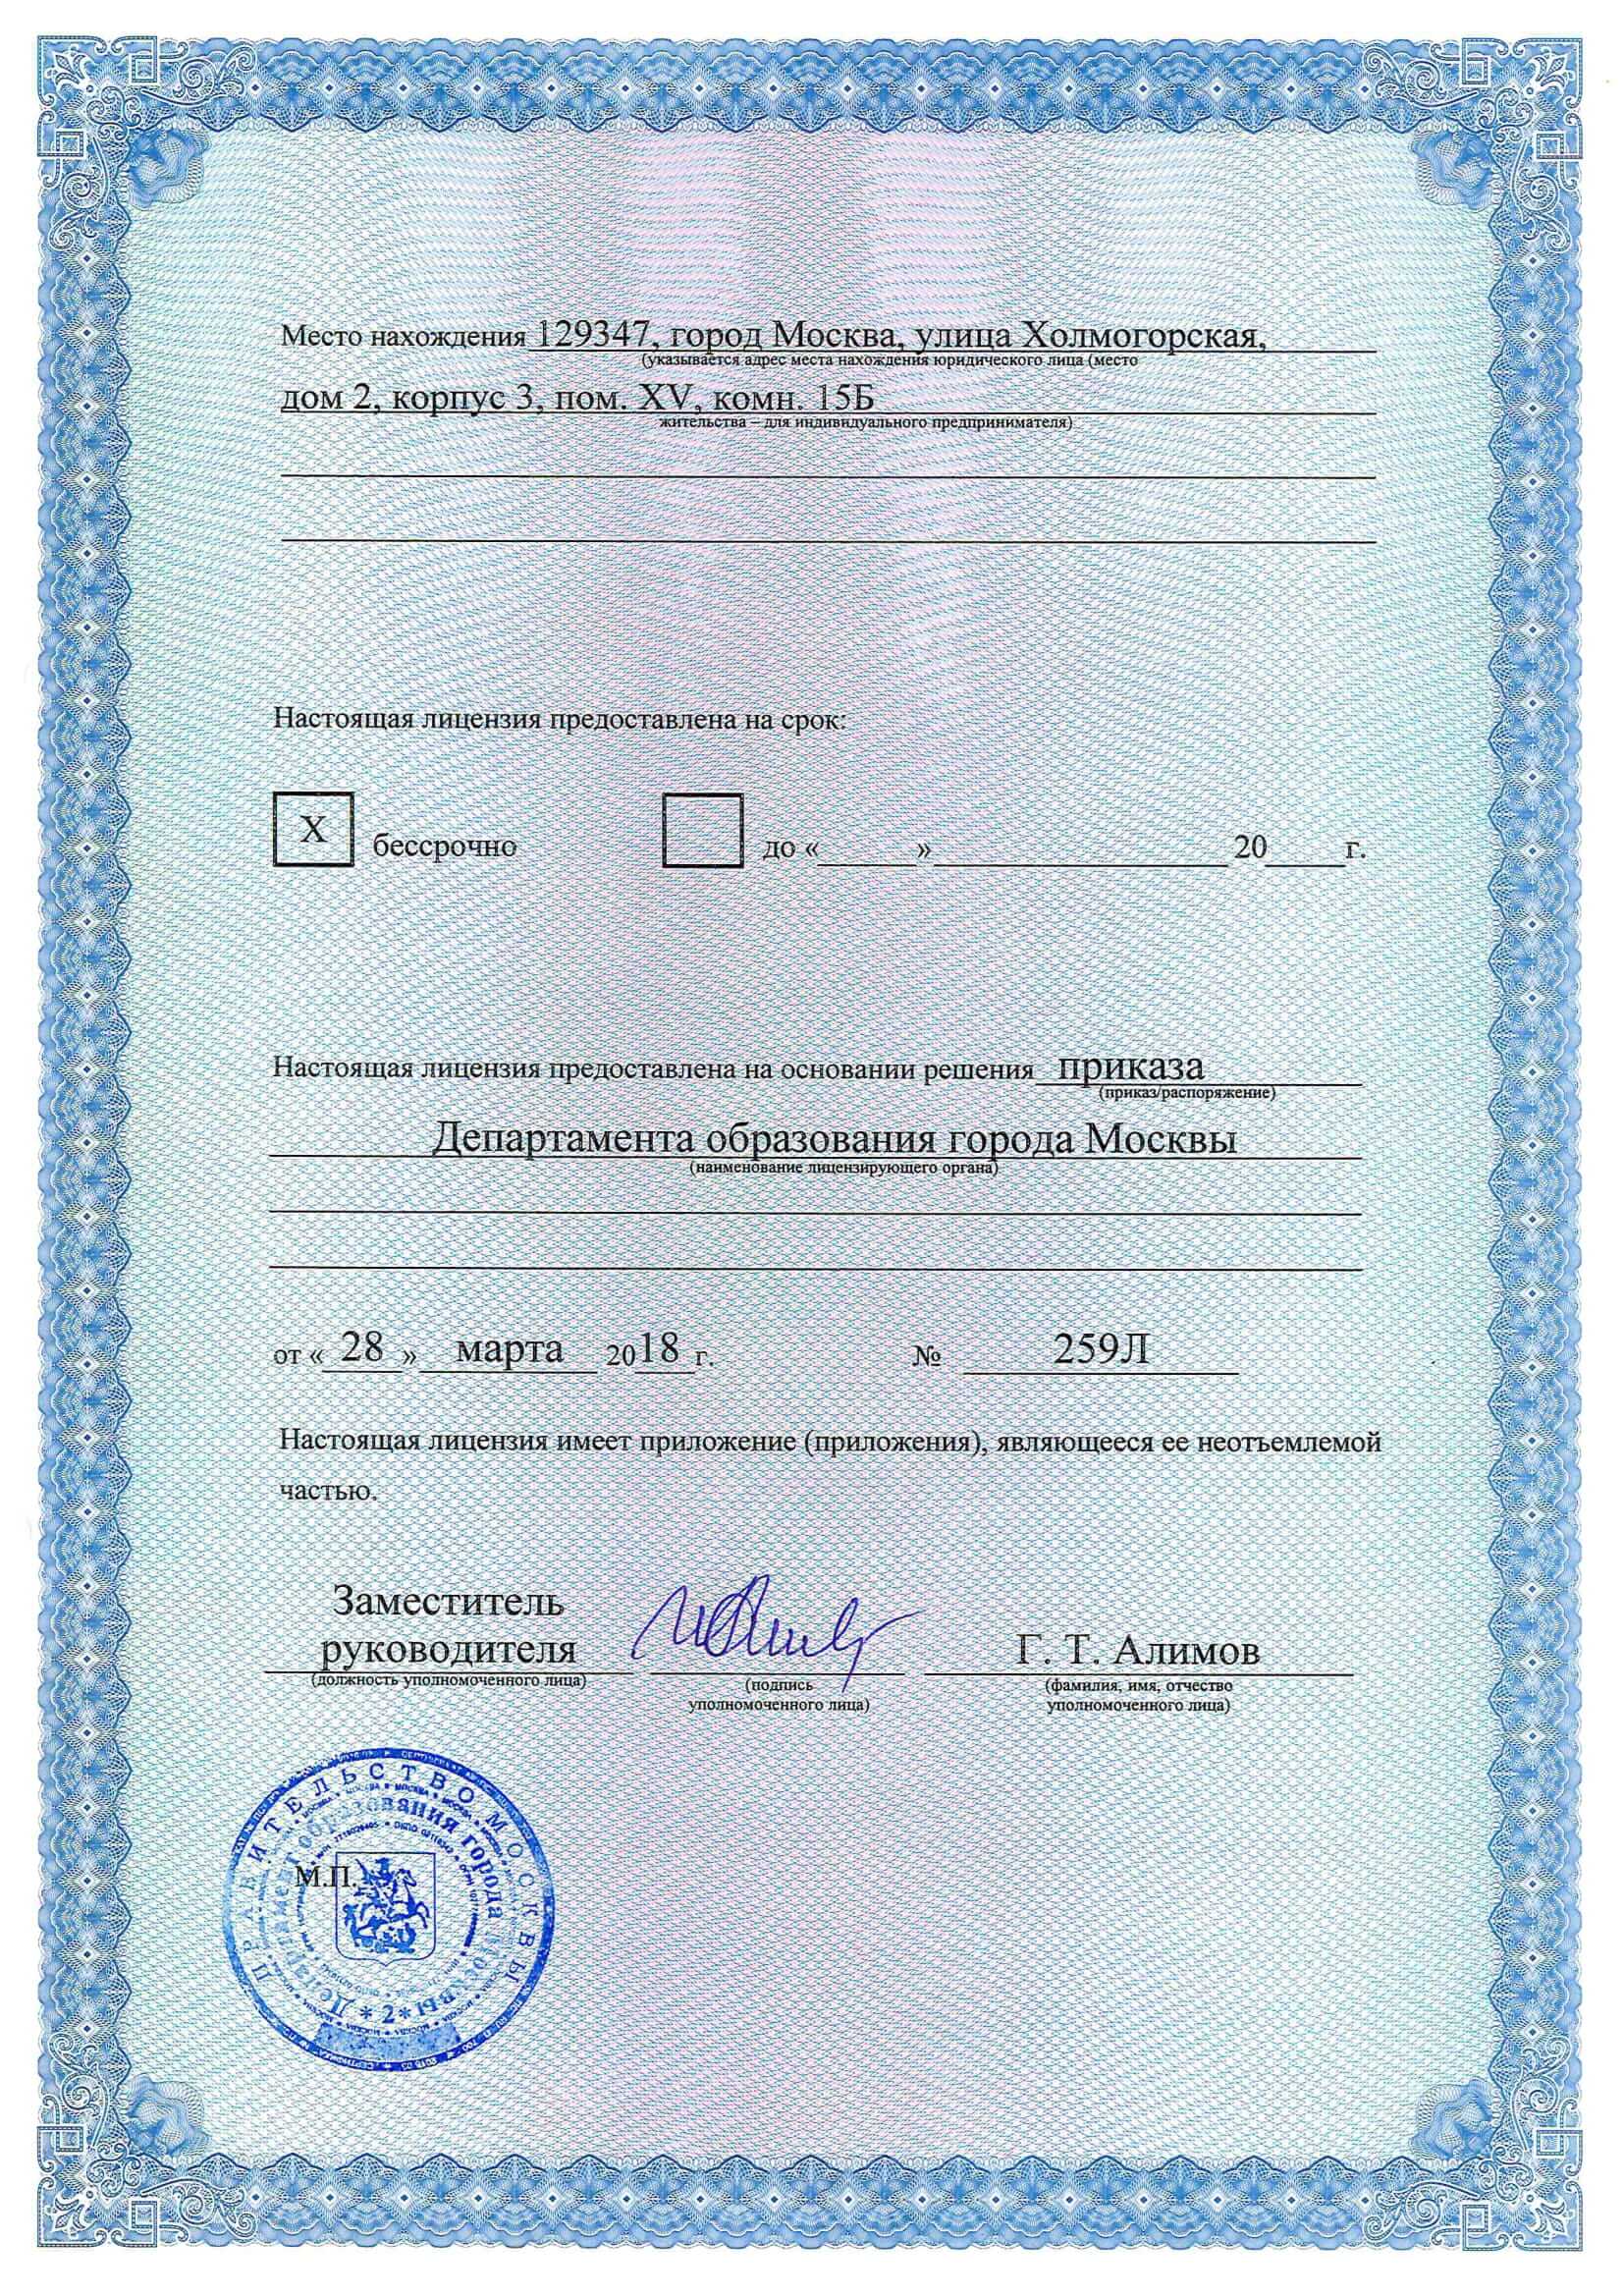 Место нахождения 129347, город Москва, улица Холмогорская,
(указывается адрес места нахождения юридического лица (место
дом 2, корпус 3, пом. XV, комн. 15Б
жительства – для индивидуального предпринимателя)
Настоящая лицензия предоставлена на срок:
X бессрочно до « » 20 г.
Настоящая лицензия предоставлена на основании решения приказа
(приказ/распоряжение)
Департамента образования города Москвы
(наименование лицензирующего органа)
от « 28 » марта 2018 г. № 259Л
Настоящая лицензия имеет приложение (приложения), являющееся ее неотъемлемой
частью.
Заместитель
руководителя Г. Т. Алимов
(должность уполномоченного лица) (подпись (фамилия, имя, отчество
уполномоченного лица) уполномоченного лица)
М.П.
ПРАВИТЕЛЬСТВО МОСКВЫ
Департамент образования города Москвы
* 2 *